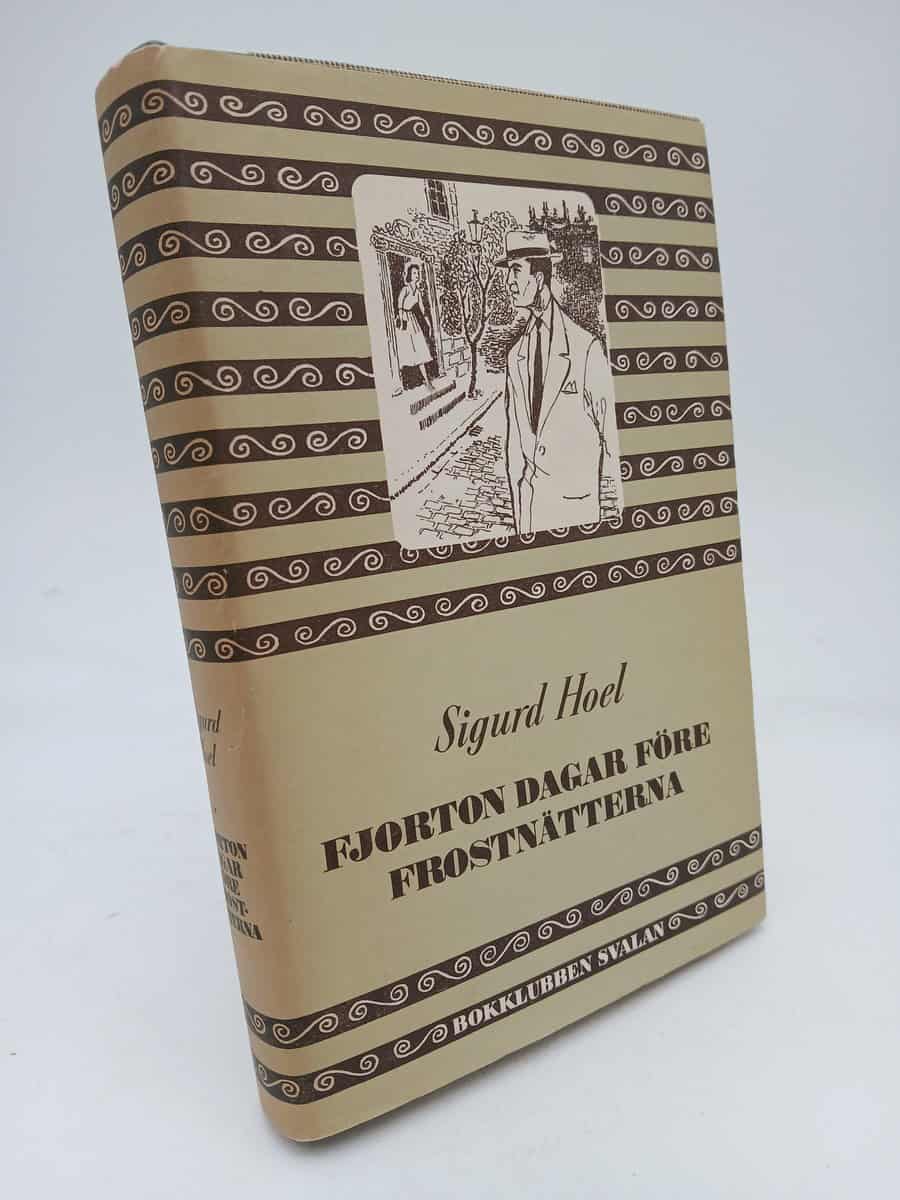 Sigurd Hoel
FJORTON DAGAR FÖRE
FROSTNÄTTERNA
BOKKLUBBEN SVALAN